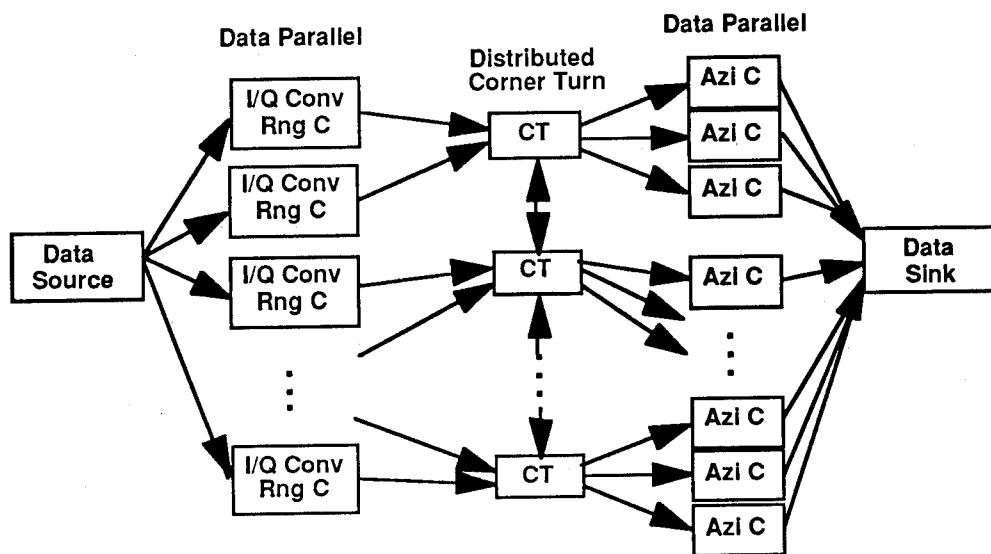 Data Parallel
Distributed
Corner Turn
Data Parallel
I/Q Conv
Rng C
I/Q Conv
Rng C
I/Q Conv
Rng C
I/Q Conv
Rng C
Data
Source
CT
CT
CT
Azi C
Azi C
Azi C
Azi C
Azi C
Azi C
Azi C
Data
Sink